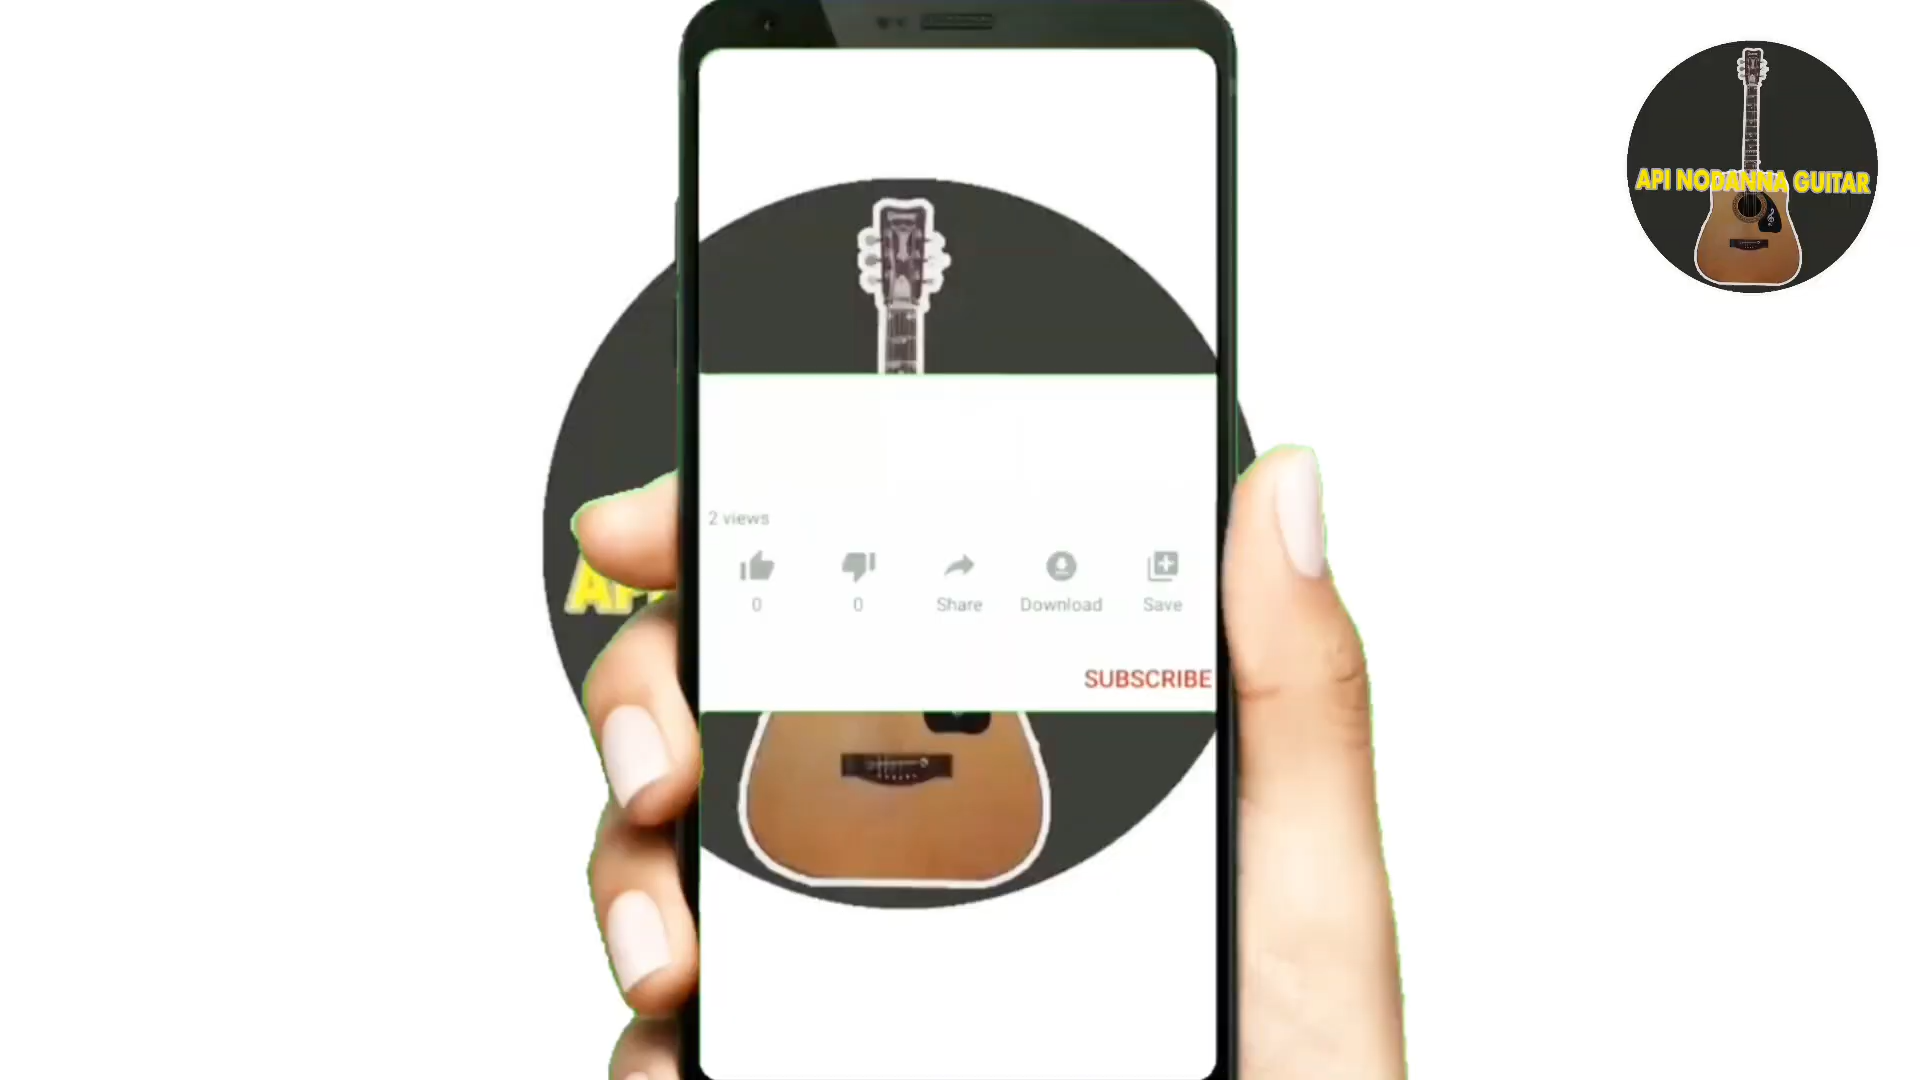 API NODANNA GUITAR
2 views
0 0 Share Download Save
SUBSCRIBE